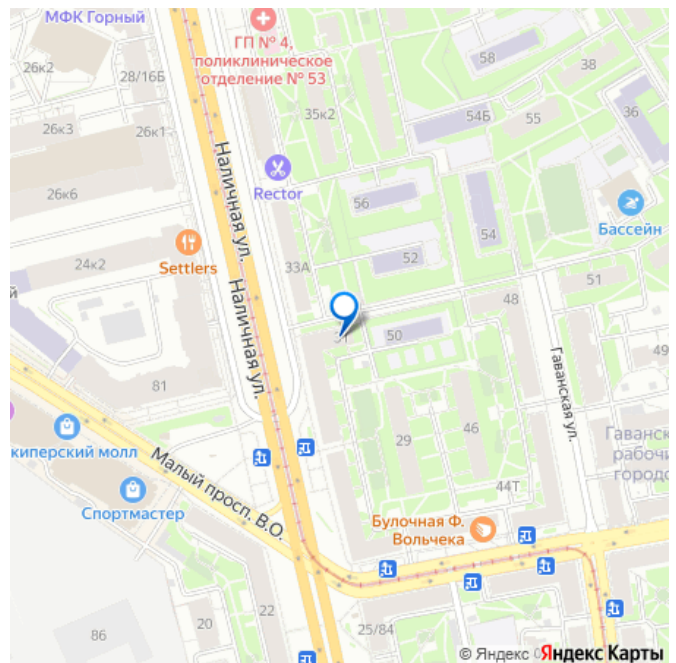 МФК Горный
ГП № 4,
поликлиническое
отделение № 53
26к2
28/16Б
58
38
35к2
54Б
55
36
26к3
26к1
Rector
26к6
56
54
Бассейн
Наличная ул.
Settlers
24к2
33А
52
51
48
й
31
50
49
Наличная ул.
Гаванская ул.
81
29
46
Гаванск
рабочи
городо
киперский молл
Малый просп. В.О.
Спортмастер
44Т
Булочная Ф.
Вольчека
86
20
22
25/84
© Яндекс
Яндекс Карты